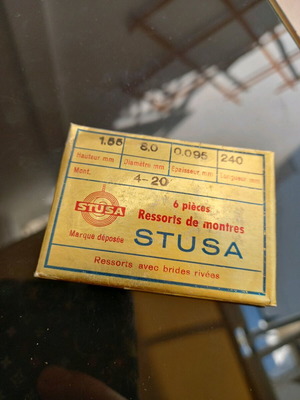 1.55 8.0 0.095 240
Hauteur mm Diamètre mm Epaisseur mm Longueur mm
Mont. 4-20
6 pièces
Ressorts de montres
STUSA
STUSA
Marque déposée
Ressorts avec brides rivées